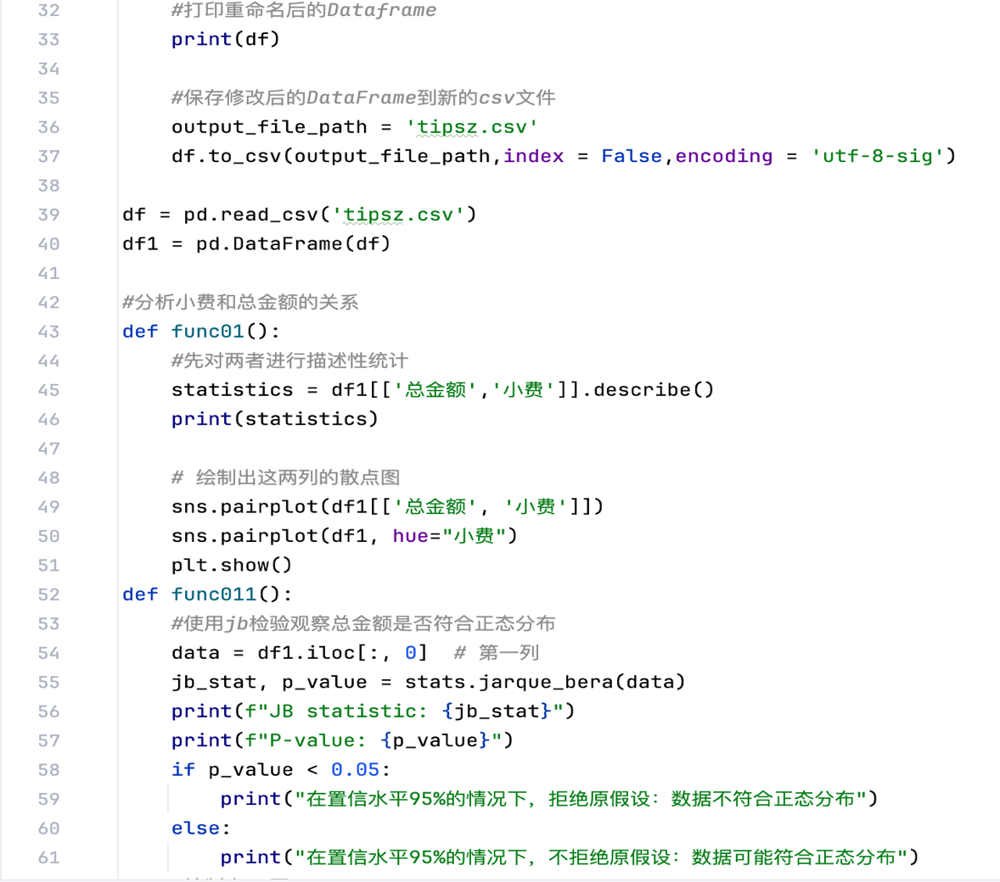 32 #打印重命名后的Dataframe
33 print(df)
34
35 #保存修改后的DataFrame到新的csv文件
36 output_file_path = 'tipsz.csv'
37 df.to_csv(output_file_path,index = False,encoding = 'utf-8-sig')
38
39 df = pd.read_csv('tipsz.csv')
40 df1 = pd.DataFrame(df)
41
42 #分析小费和总金额的关系
43 def func01():
44 #先对两者进行描述性统计
45 statistics = df1[['总金额','小费']].describe()
46 print(statistics)
47
48 # 绘制出这两列的散点图
49 sns.pairplot(df1[['总金额', '小费']])
50 sns.pairplot(df1, hue="小费")
51 plt.show()
52 def func011():
53 #使用jb检验观察总金额是否符合正态分布
54 data = df1.iloc[:, 0]  # 第一列
55 jb_stat, p_value = stats.jarque_bera(data)
56 print(f"JB statistic: {jb_stat}")
57 print(f"P-value: {p_value}")
58 if p_value < 0.05:
59 print("在置信水平95%的情况下，拒绝原假设：数据不符合正态分布")
60 else:
61 print("在置信水平95%的情况下，不拒绝原假设：数据可能符合正态分布")